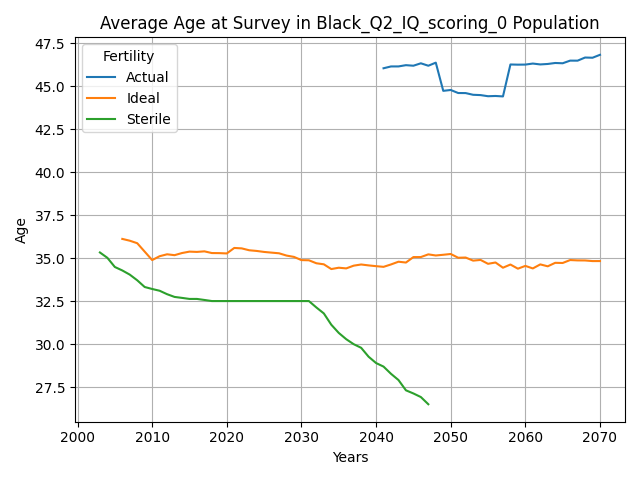 Average Age at Survey in Black_Q2_IQ_scoring_0 Population
Fertility
Actual
Ideal
Sterile
47.5
45.0
42.5
40.0
37.5
35.0
32.5
30.0
27.5
Age
2000
2010
2020
2030
2040
2050
2060
2070
Years